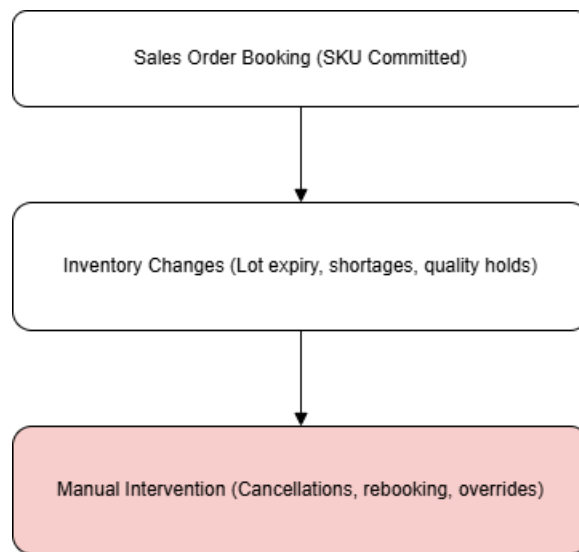 Sales Order Booking (SKU Committed)
Inventory Changes (Lot expiry, shortages, quality holds)
Manual Intervention (Cancellations, rebooking, overrides)